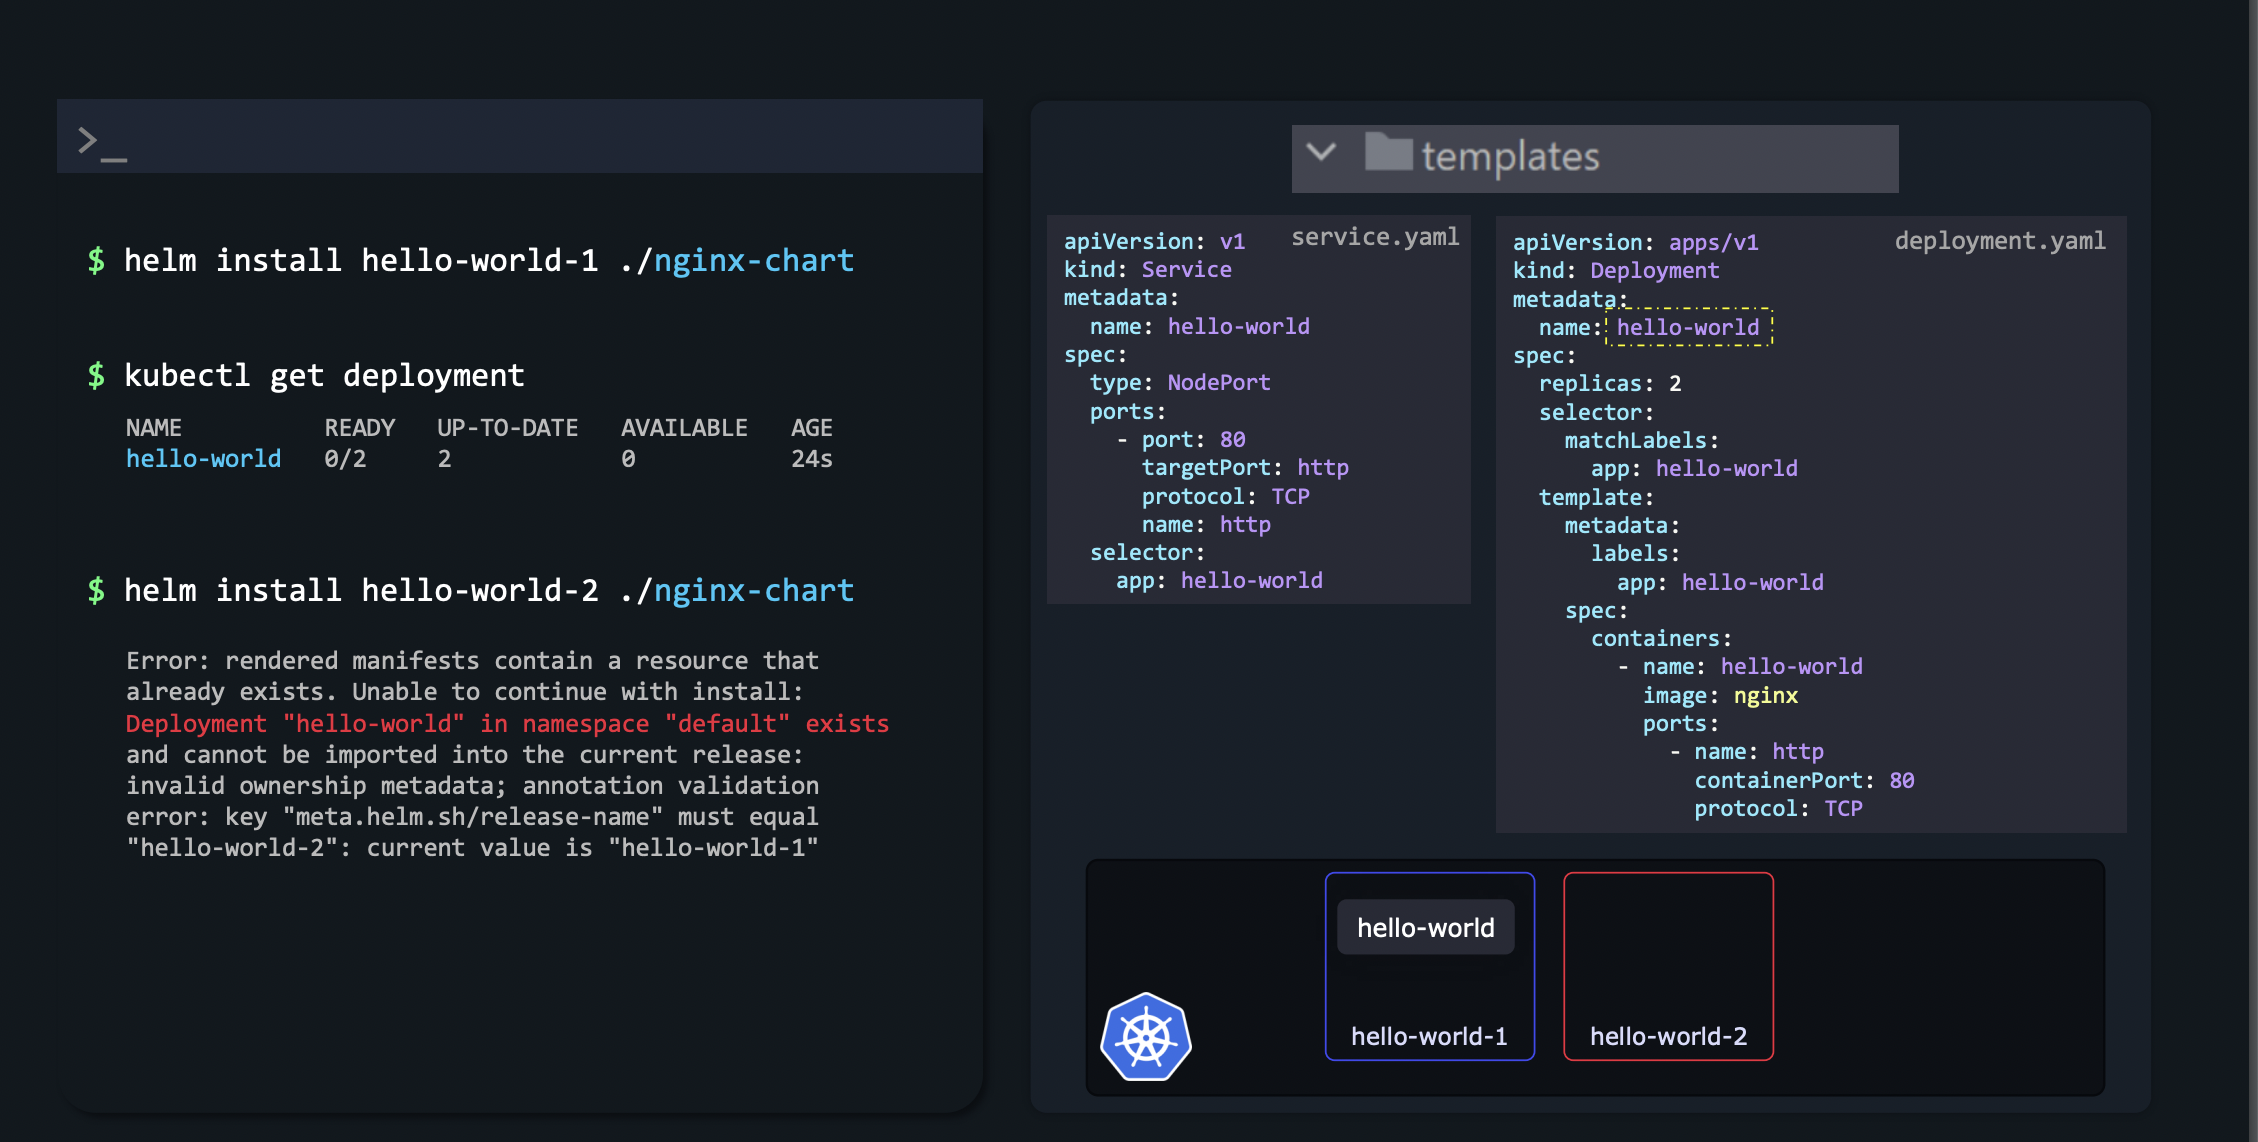 >_
$ helm install hello-world-1 ./nginx-chart
$ kubectl get deployment
NAME READY UP-TO-DATE AVAILABLE AGE
hello-world 0/2 2 0 24s
$ helm install hello-world-2 ./nginx-chart
Error: rendered manifests contain a resource that
already exists. Unable to continue with install:
Deployment "hello-world" in namespace "default" exists
and cannot be imported into the current release:
invalid ownership metadata; annotation validation
error: key "meta.helm.sh/release-name" must equal
"hello-world-2": current value is "hello-world-1"
templates
service.yaml
apiVersion: v1
kind: Service
metadata:
  name: hello-world
spec:
  type: NodePort
  ports:
    - port: 80
      targetPort: http
      protocol: TCP
      name: http
  selector:
    app: hello-world
deployment.yaml
apiVersion: apps/v1
kind: Deployment
metadata:
  name: hello-world
spec:
  replicas: 2
  selector:
    matchLabels:
      app: hello-world
  template:
    metadata:
      labels:
        app: hello-world
    spec:
      containers:
        - name: hello-world
          image: nginx
          ports:
            - name: http
              containerPort: 80
              protocol: TCP
hello-world
hello-world-1
hello-world-2